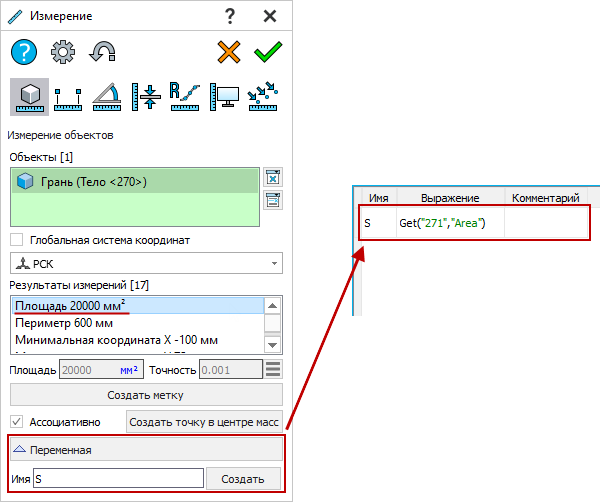 Измерение
?
?
R
Измерение объектов
Объекты [1]
Грань (Тело <270>)
Глобальная система координат
РСК
Результаты измерений [17]
Площадь 20000 мм²
Периметр 600 мм
Минимальная координата X -100 мм
Площадь 20000 мм² Точность 0.001
Создать метку
Ассоциативно Создать точку в центре масс
Переменная
Имя S Создать
Имя Выражение Комментарий
S Get("271","Area")